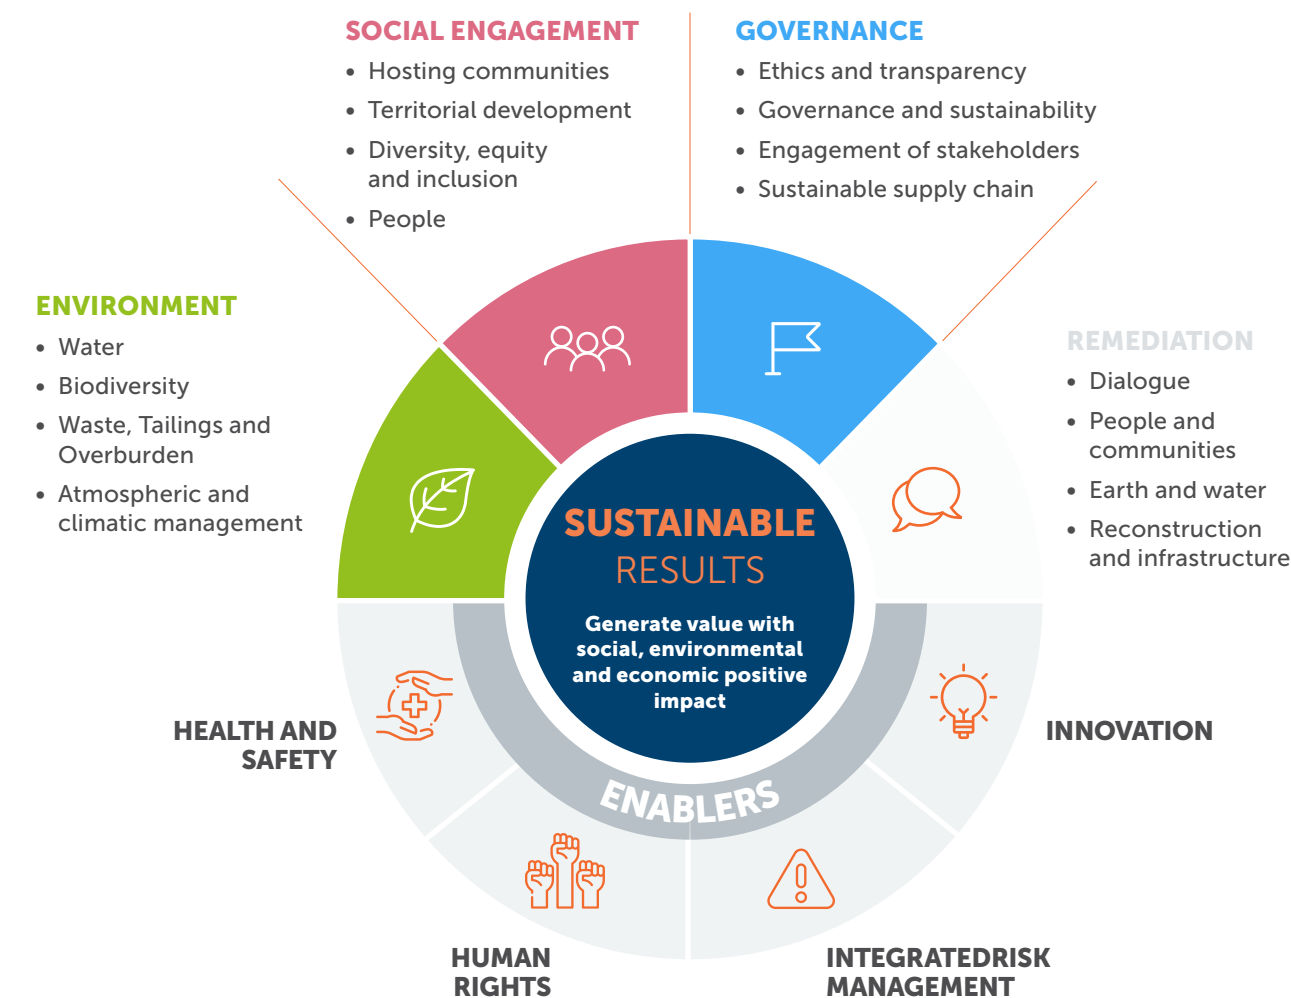 SOCIAL ENGAGEMENT
• Hosting communities
• Territorial development
• Diversity, equity
and inclusion
• People
GOVERNANCE
• Ethics and transparency
• Governance and sustainability
• Engagement of stakeholders
• Sustainable supply chain
ENVIRONMENT
• Water
• Biodiversity
• Waste, Tailings and
Overburden
• Atmospheric and
climatic management
REMEDIATION
• Dialogue
• People and
communities
• Earth and water
• Reconstruction
and infrastructure
SUSTAINABLE
RESULTS
Generate value with
social, environmental
and economic positive
impact
ENABLERS
HEALTH AND
SAFETY
INNOVATION
HUMAN
RIGHTS
INTEGRATEDRISK
MANAGEMENT